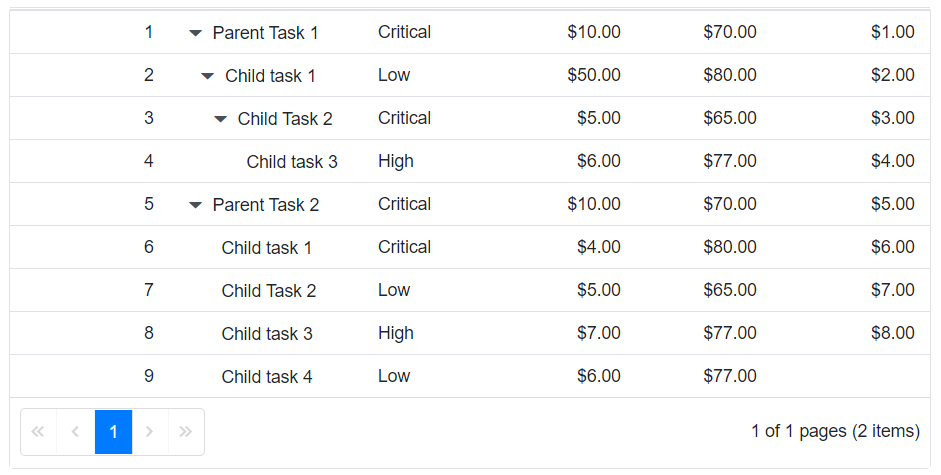 1 Parent Task 1 Critical $10.00 $70.00 $1.00
2 Child task 1 Low $50.00 $80.00 $2.00
3 Child Task 2 Critical $5.00 $65.00 $3.00
4 Child task 3 High $6.00 $77.00 $4.00
5 Parent Task 2 Critical $10.00 $70.00 $5.00
6 Child task 1 Critical $4.00 $80.00 $6.00
7 Child Task 2 Low $5.00 $65.00 $7.00
8 Child task 3 High $7.00 $77.00 $8.00
9 Child task 4 Low $6.00 $77.00
1 1 of 1 pages (2 items)